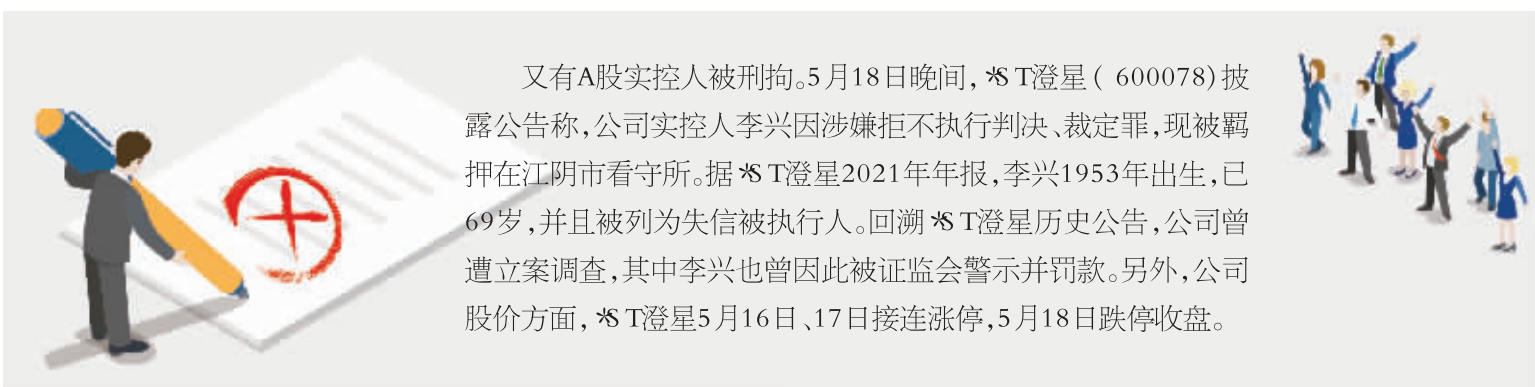 又有A股实控人被刑拘。5月18日晚间,*ST澄星(600078)披
露公告称,公司实控人李兴因涉嫌拒不执行判决、裁定罪,现被羁
押在江阴市看守所。据*ST澄星2021年年报,李兴1953年出生,已
69岁,并且被列为失信被执行人。回溯*ST澄星历史公告,公司曾
遭立案调查,其中李兴也曾因此被证监会警示并罚款。另外,公司
股价方面,*ST澄星5月16日、17日接连涨停,5月18日跌停收盘。